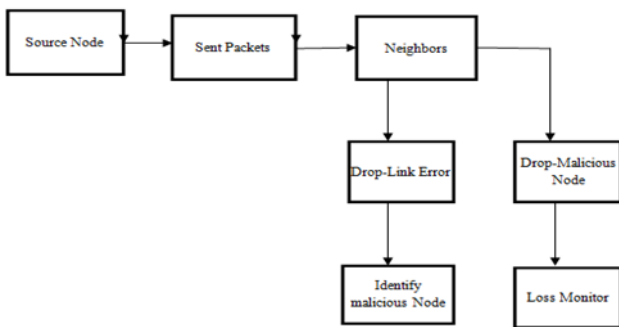 Source Node
Sent Packets
Neighbors
Drop-Link Error
Drop-Malicious
Node
Identify
malicious Node
Loss Monitor